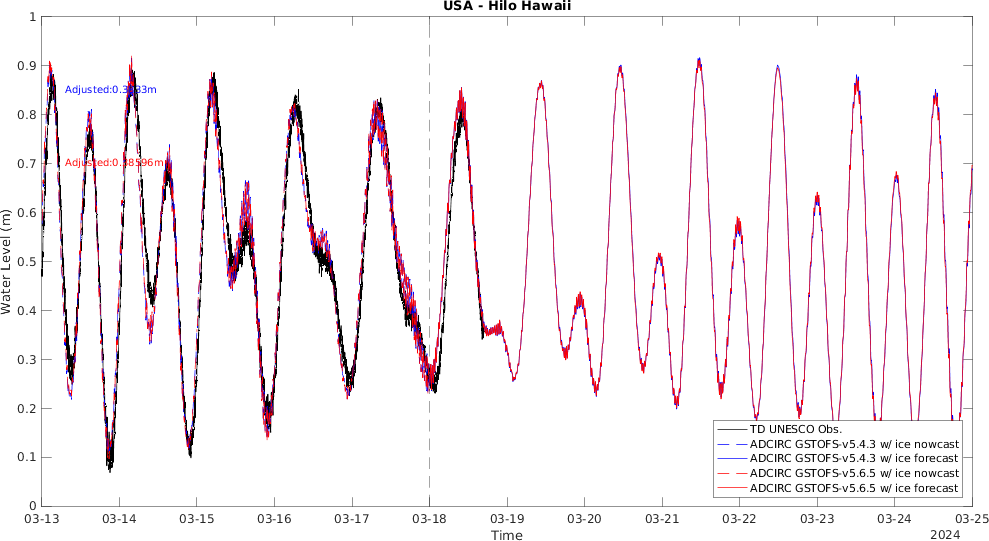 USA - Hilo Hawaii
1
0.9
0.8
0.7
0.6
0.5
0.4
0.3
0.2
0.1
0
Water Level (m)
Adjusted:
Adjusted:0.38596m
TD UNESCO Obs.
ADCIRC GSTOFS-v5.4.3 w/ ice nowcast
ADCIRC GSTOFS-v5.4.3 w/ ice forecast
ADCIRC GSTOFS-v5.6.5 w/ ice nowcast
ADCIRC GSTOFS-v5.6.5 w/ ice forecast
03-13 03-14 03-15 03-16 03-17 03-18 03-19 03-20 03-21 03-22 03-23 03-24 03-25
Time
2024